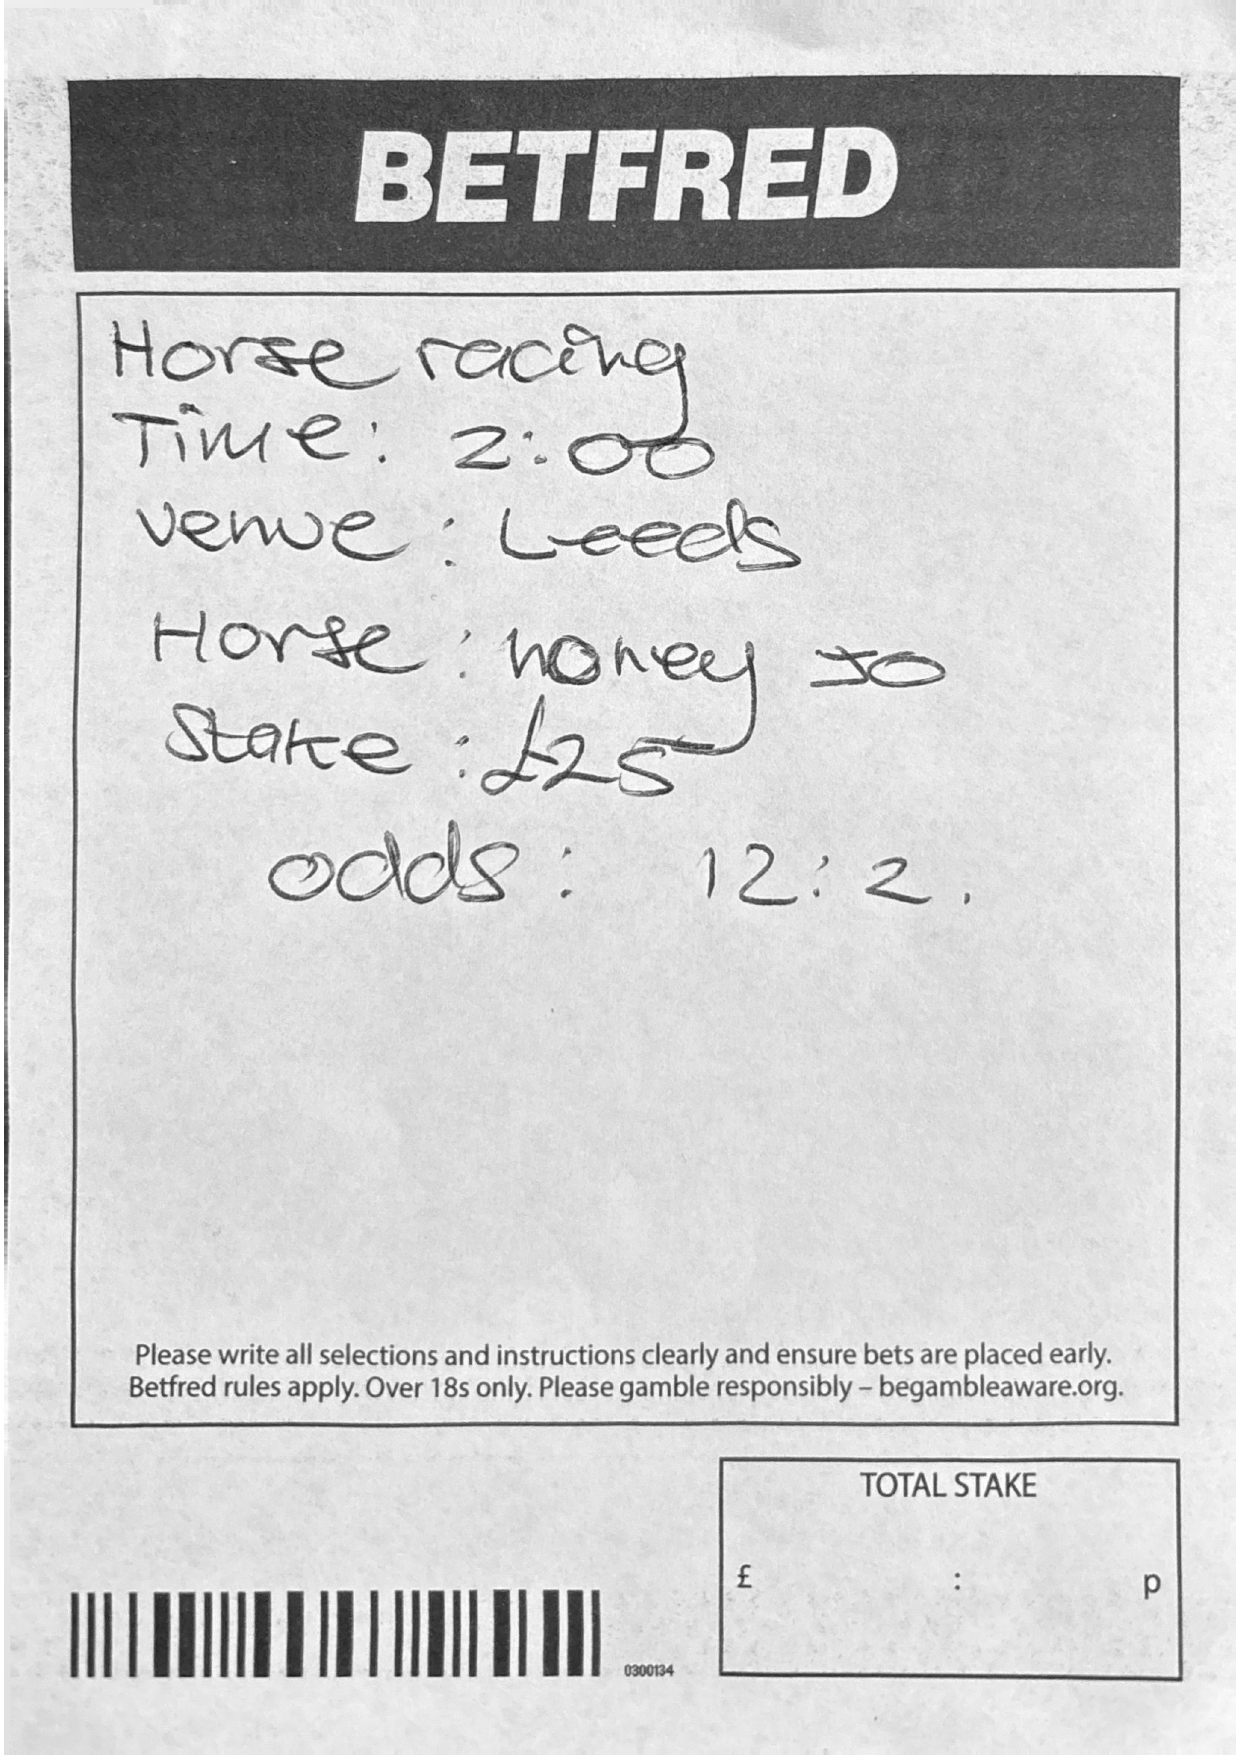 BETFRED
Horse racing
Time: 2:00
Venue: Leeds
Horse: honey Jo
Stake: £25
odds: 12:2.
Please write all selections and instructions clearly and ensure bets are placed early.
Betfred rules apply. Over 18s only. Please gamble responsibly – begambleaware.org.
TOTAL STAKE
£ : p
0300134